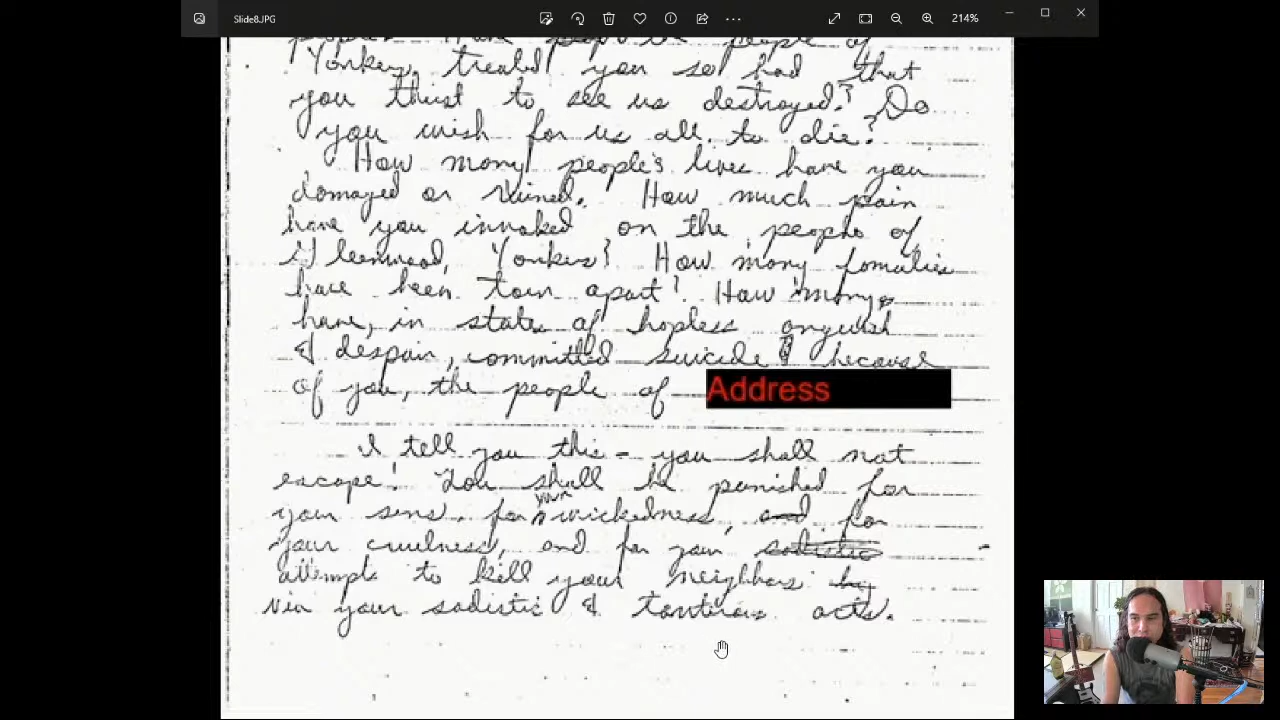 Slide8.JPG
214%
people of
Yonkers, treated you so bad that
you thirst to see us destroyed? Do
you wish for us all to die?
How many people's lives have you
damaged or ruined. How much pain
have you invoked on the people of
Yonkers? How many
have been torn apart? How many
have, in states of hopless anguish
& despair, committed suicide & because
of you, the people of Address
I tell you this - you shall not
escape! You shall be punished for
your sins, for your wickedness, and for
your cruelness, and for your sadistic
attempts to kill your neighbors by
via your sadistic & acts.